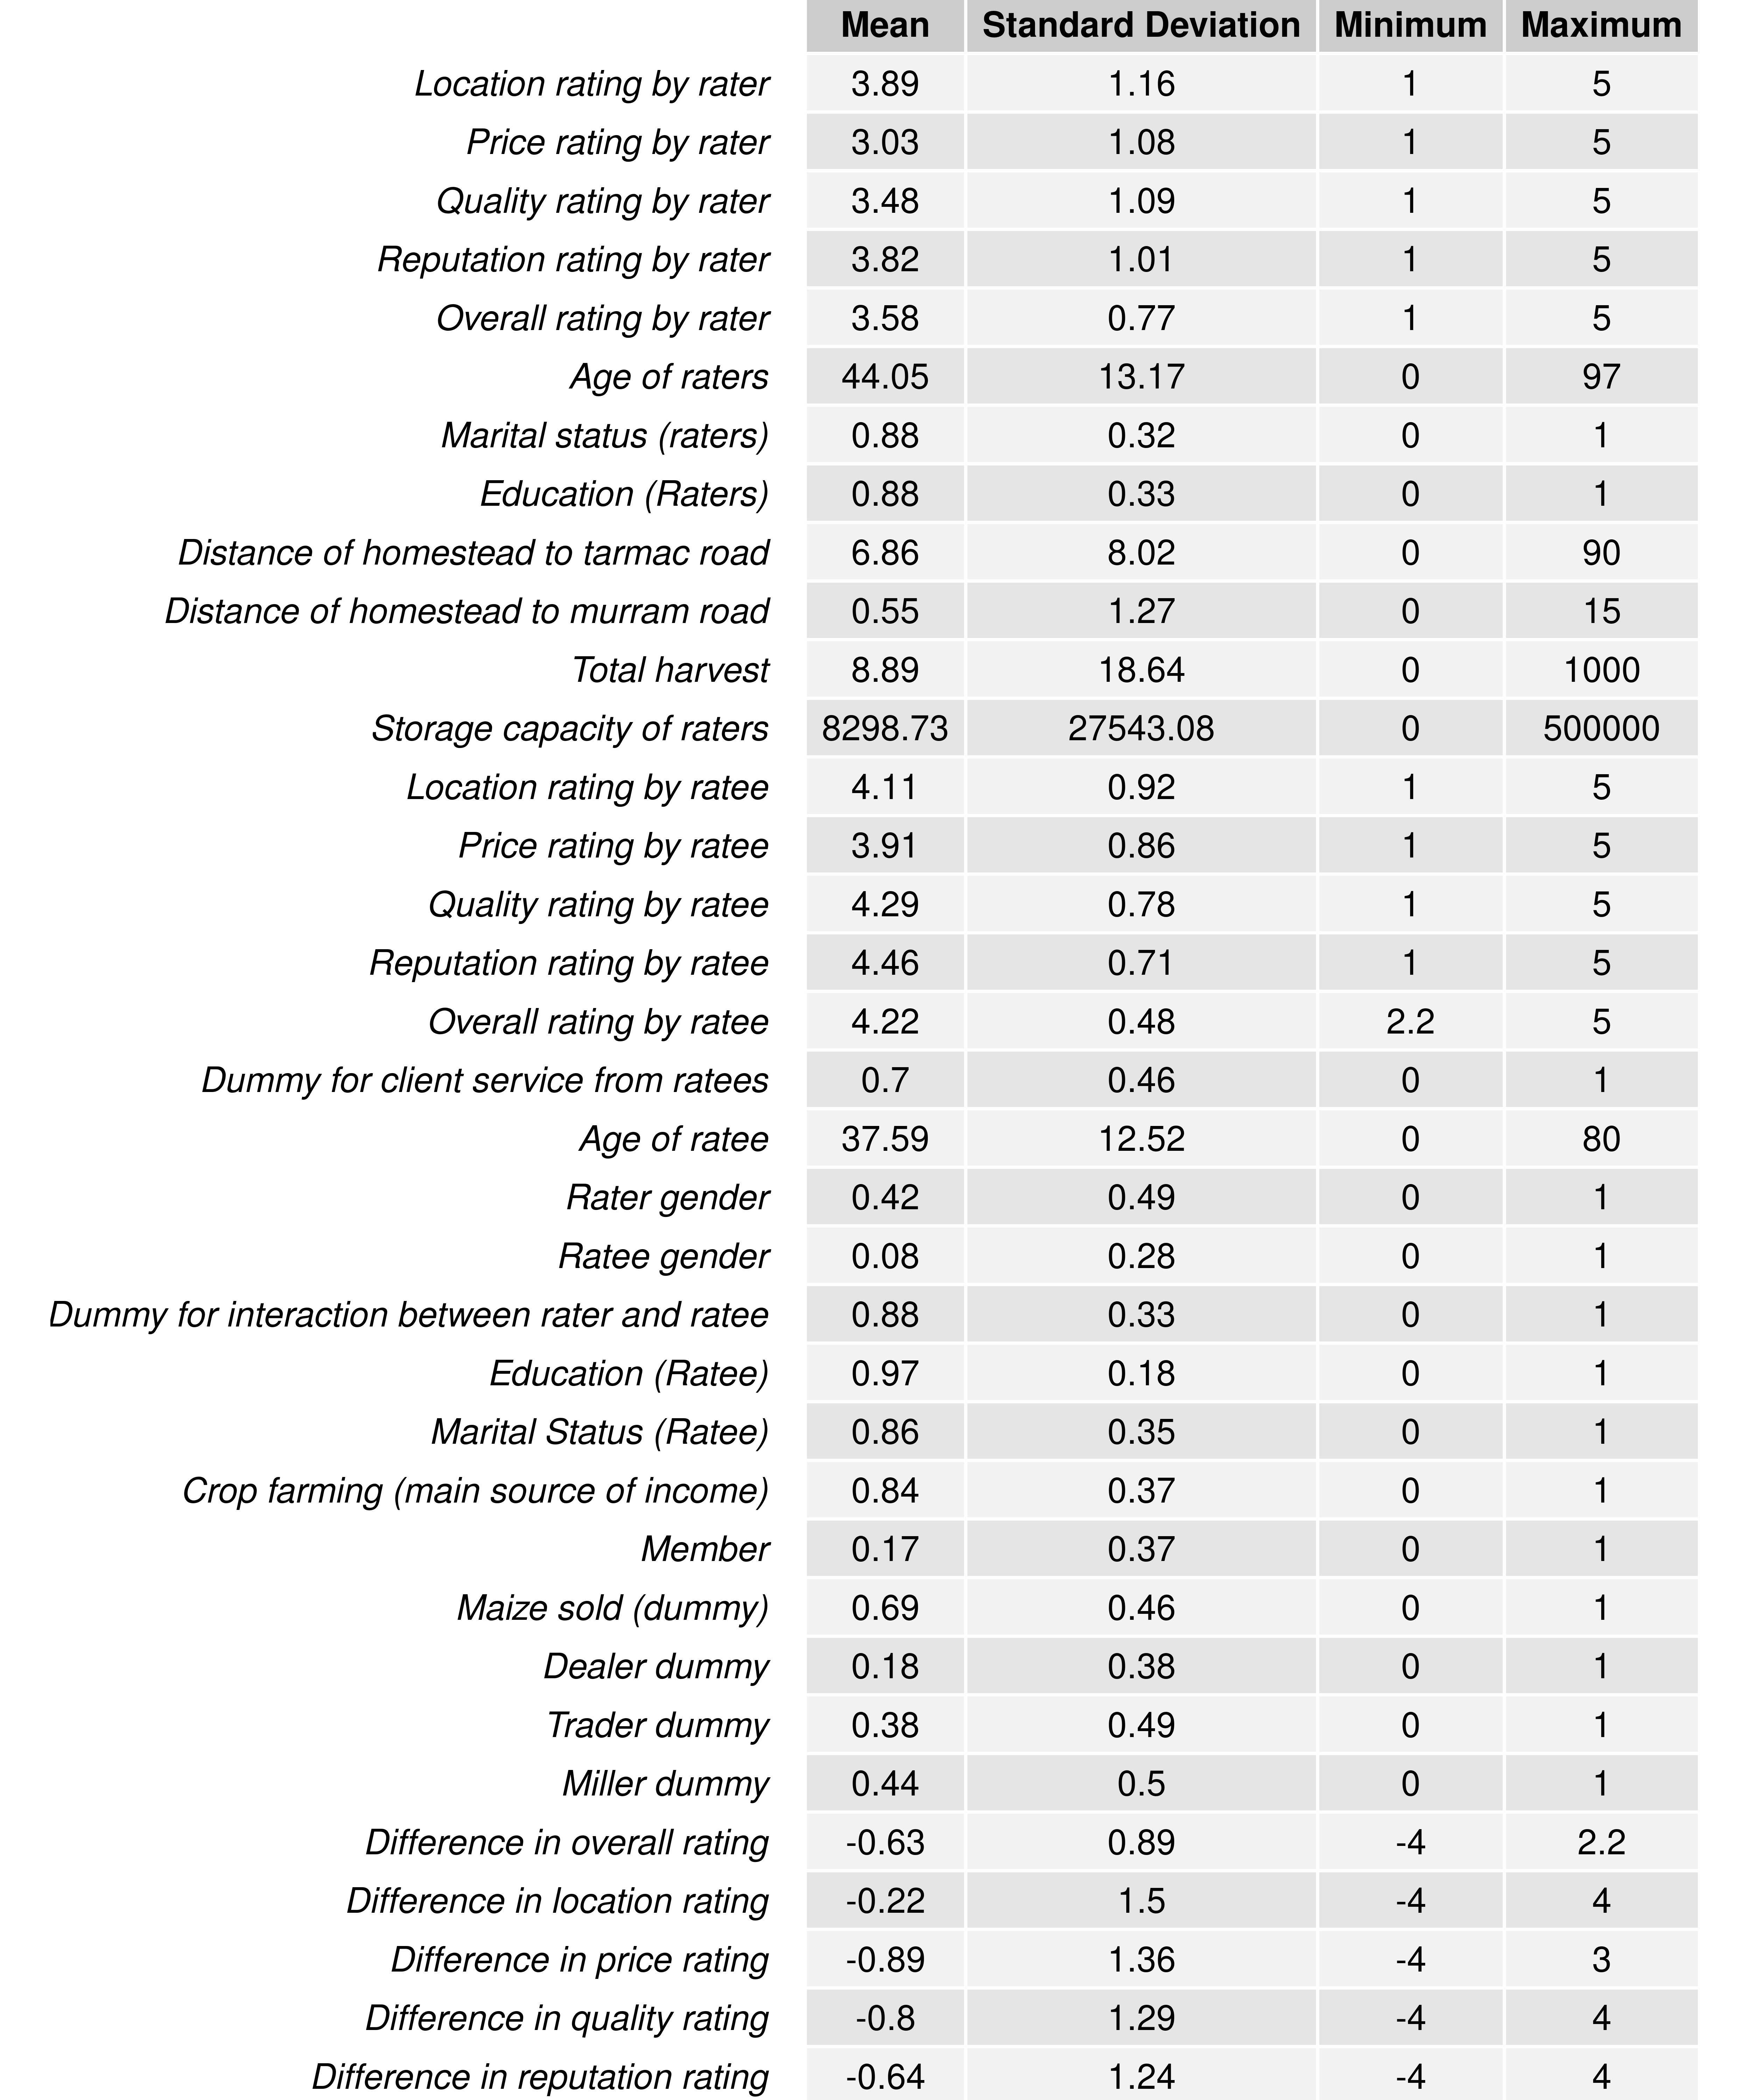 Mean Standard Deviation Minimum Maximum
Location rating by rater 3.89 1.16 1 5
Price rating by rater 3.03 1.08 1 5
Quality rating by rater 3.48 1.09 1 5
Reputation rating by rater 3.82 1.01 1 5
Overall rating by rater 3.58 0.77 1 5
Age of raters 44.05 13.17 0 97
Marital status (raters) 0.88 0.32 0 1
Education (Raters) 0.88 0.33 0 1
Distance of homestead to tarmac road 6.86 8.02 0 90
Distance of homestead to murram road 0.55 1.27 0 15
Total harvest 8.89 18.64 0 1000
Storage capacity of raters 8298.73 27543.08 0 500000
Location rating by ratee 4.11 0.92 1 5
Price rating by ratee 3.91 0.86 1 5
Quality rating by ratee 4.29 0.78 1 5
Reputation rating by ratee 4.46 0.71 1 5
Overall rating by ratee 4.22 0.48 2.2 5
Dummy for client service from ratees 0.7 0.46 0 1
Age of ratee 37.59 12.52 0 80
Rater gender 0.42 0.49 0 1
Ratee gender 0.08 0.28 0 1
Dummy for interaction between rater and ratee 0.88 0.33 0 1
Education (Ratee) 0.97 0.18 0 1
Marital Status (Ratee) 0.86 0.35 0 1
Crop farming (main source of income) 0.84 0.37 0 1
Member 0.17 0.37 0 1
Maize sold (dummy) 0.69 0.46 0 1
Dealer dummy 0.18 0.38 0 1
Trader dummy 0.38 0.49 0 1
Miller dummy 0.44 0.5 0 1
Difference in overall rating -0.63 0.89 -4 2.2
Difference in location rating -0.22 1.5 -4 4
Difference in price rating -0.89 1.36 -4 3
Difference in quality rating -0.8 1.29 -4 4
Difference in reputation rating -0.64 1.24 -4 4